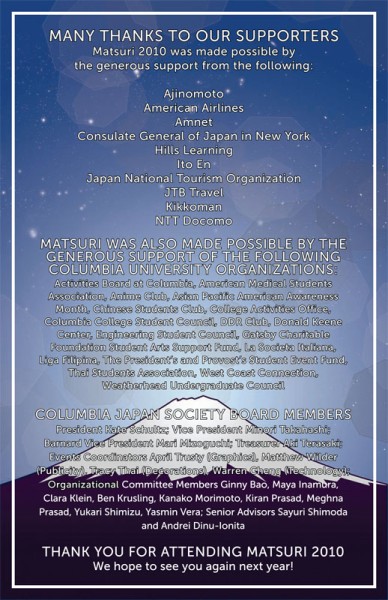 MANY THANKS TO OUR SUPPORTERS
Matsuri 2010 was made possible by
the generous support from the following:
Ajinomoto
American Airlines
Amnet
Consulate General of Japan in New York
Hills Learning
Ito En
Japan National Tourism Organization
JTB Travel
Kikkoman
NTT Docomo
MATSURI WAS ALSO MADE POSSIBLE BY THE
GENEROUS SUPPORT OF THE FOLLOWING
COLUMBIA UNIVERSITY ORGANIZATIONS:
Activities Board at Columbia, American Medical Students
Association, Anime Club, Asian Pacific American Awareness
Month, Chinese Students Club, College Activities Office,
Columbia College Student Council, DDR Club, Donald Keene
Center, Engineering Student Council, Gatsby Charitable
Foundation Student Arts Support Fund, La Societa Italiana,
Liga Filipina, The President's and Provost's Student Event Fund,
Thai Students Association, West Coast Connection,
Weatherhead Undergraduate Council
COLUMBIA JAPAN SOCIETY BOARD MEMBERS
President Kate Schultz; Vice President Minori Takahashi;
Barnard Vice President Mari Mizoguchi; Treasurer Aki Terasaki;
Events Coordinators April Trusty (Graphics), Matthew Wilder
(Publicity), Tracy Thai (Decorations), Warren Cheng (Technology);
Organizational Committee Members Ginny Bao, Maya Inambra,
Clara Klein, Ben Krusling, Kanako Morimoto, Kiran Prasad, Meghna
Prasad, Yukari Shimizu, Yasmin Vera; Senior Advisors Sayuri Shimoda
and Andrei Dinu-Ionita
THANK YOU FOR ATTENDING MATSURI 2010
We hope to see you again next year!